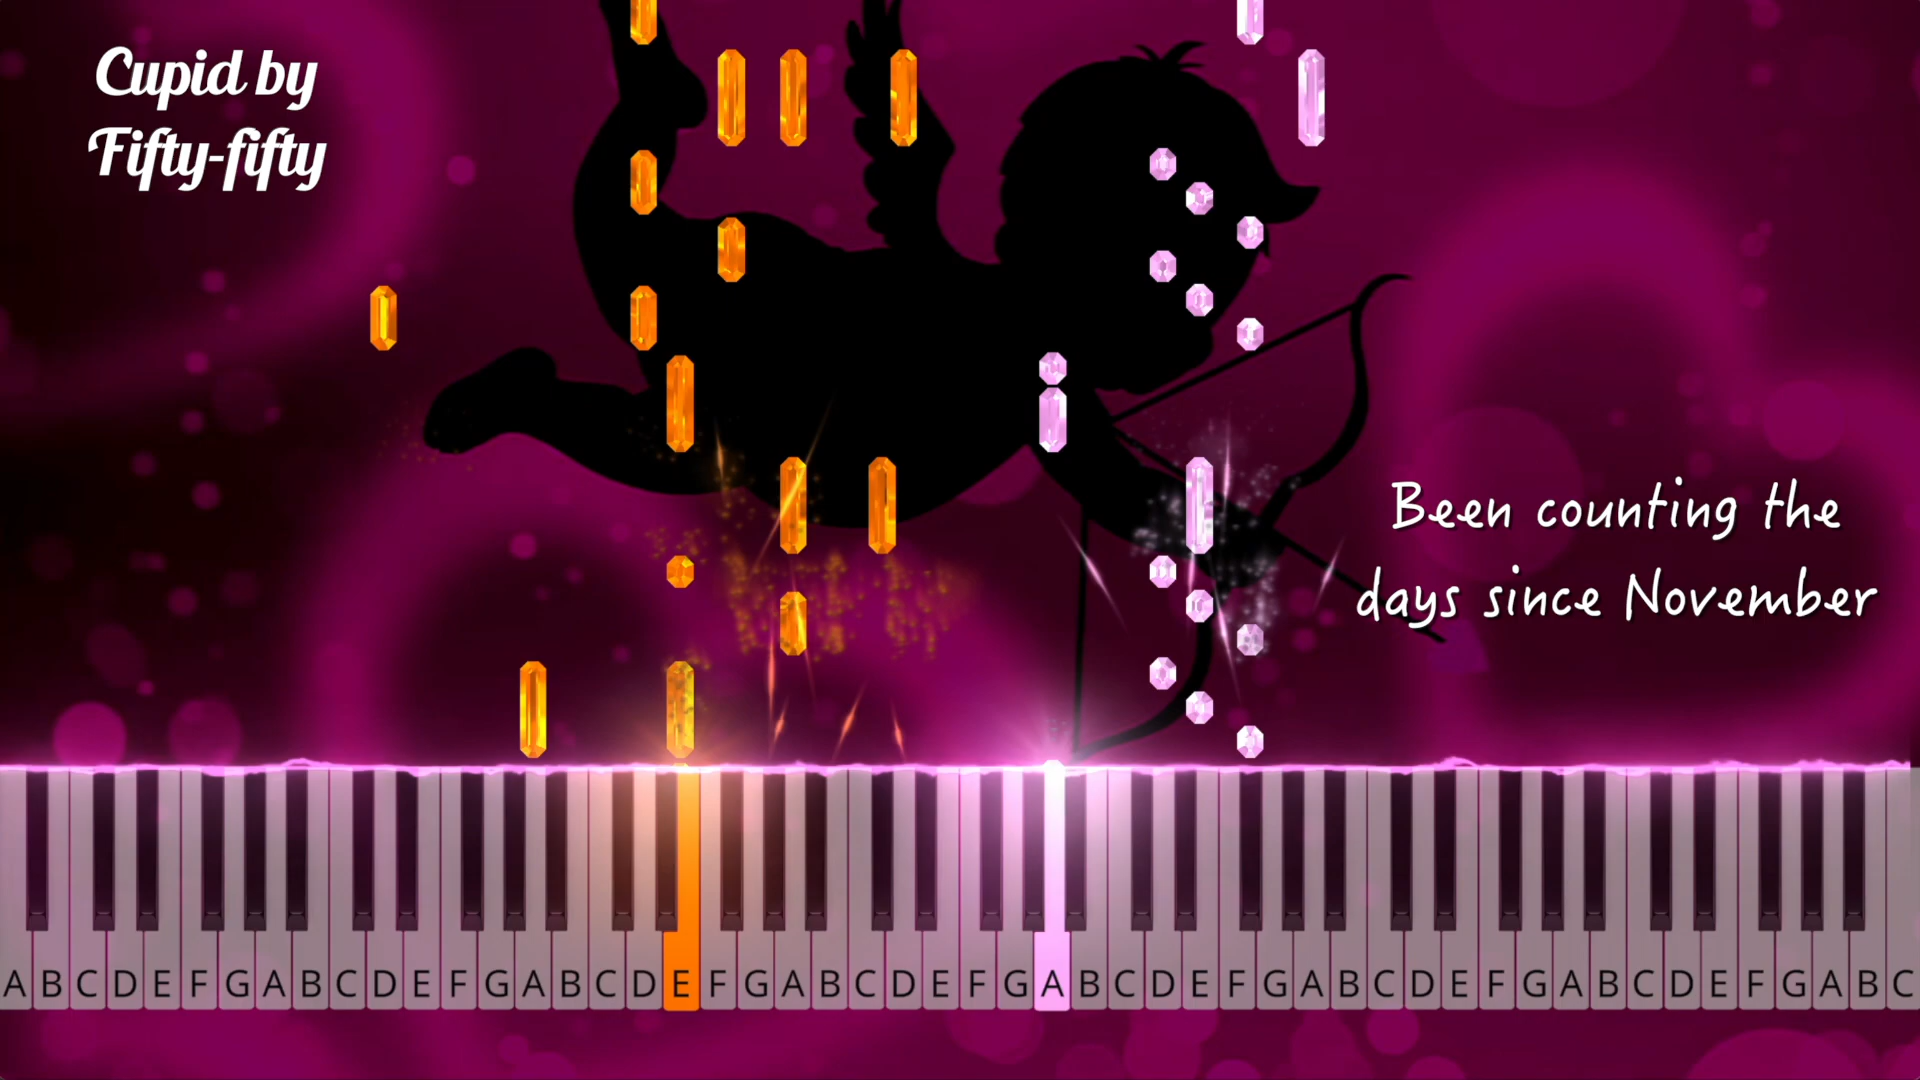 Cupid by
Fifty-fifty
Been counting the
days since November
A B C D E F G A B C D E F G A B C D E F G A B C D E F G A B C D E F G A B C D E F G A B C D E F G A B C